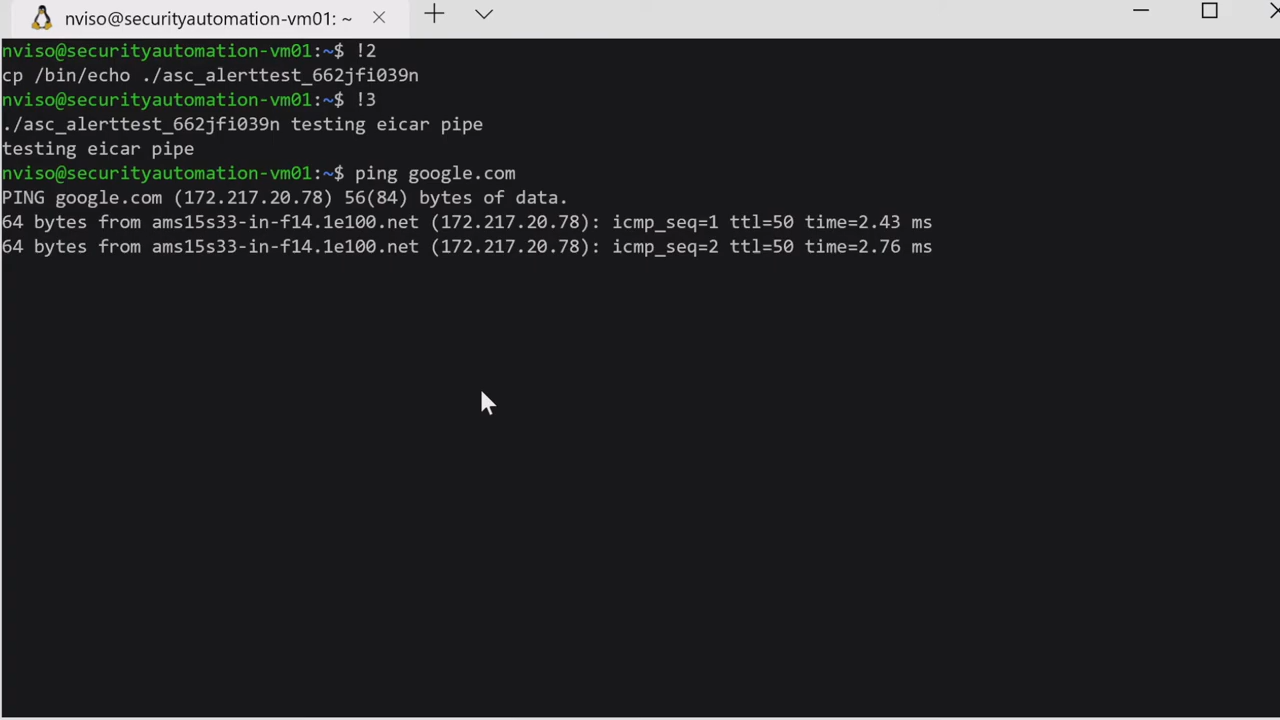 nviso@securityautomation-vm01: ~
nviso@securityautomation-vm01:~$ !2
cp /bin/echo ./asc_alerttest_662jfi039n
nviso@securityautomation-vm01:~$ !3
./asc_alerttest_662jfi039n testing eicar pipe
testing eicar pipe
nviso@securityautomation-vm01:~$ ping google.com
PING google.com (172.217.20.78) 56(84) bytes of data.
64 bytes from ams15s33-in-f14.1e100.net (172.217.20.78): icmp_seq=1 ttl=50 time=2.43 ms
64 bytes from ams15s33-in-f14.1e100.net (172.217.20.78): icmp_seq=2 ttl=50 time=2.76 ms